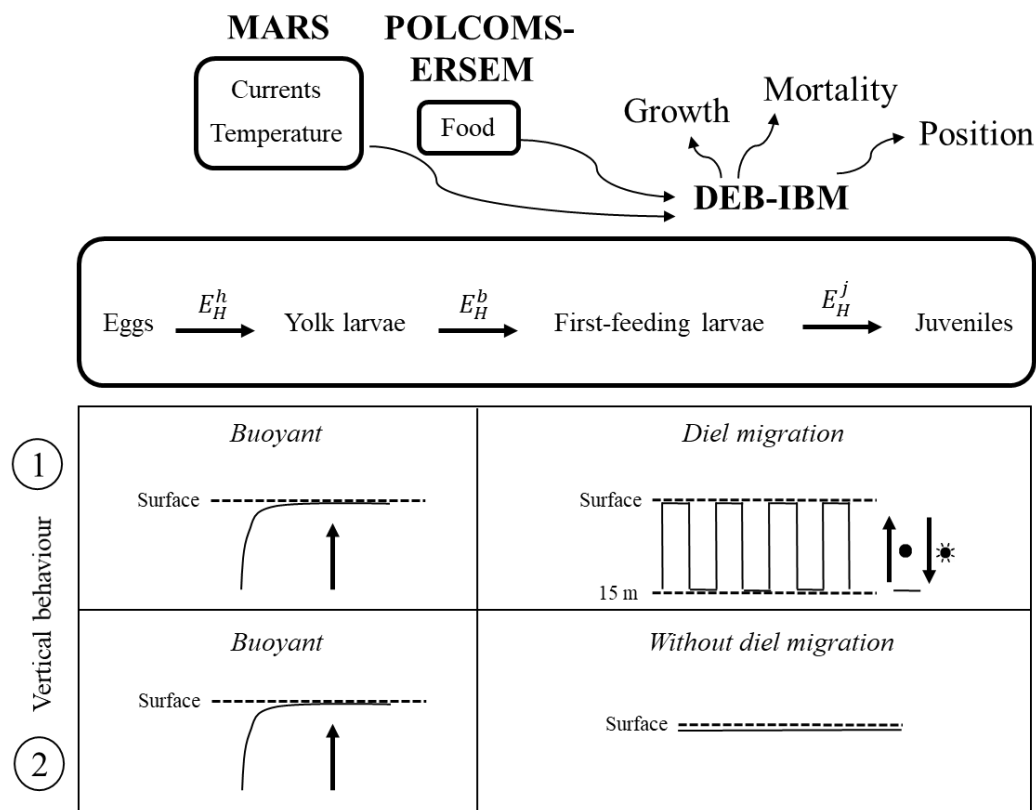 MARS
POLCOMS-
ERSEM
Currents
Temperature
Food
Growth
Mortality
Position
DEB-IBM
Eggs
E_H^h
Yolk larvae
E_H^b
First-feeding larvae
E_H^j
Juveniles
Vertical behaviour
1
Buoyant
Surface
Diel migration
Surface
15 m
2
Buoyant
Surface
Without diel migration
Surface